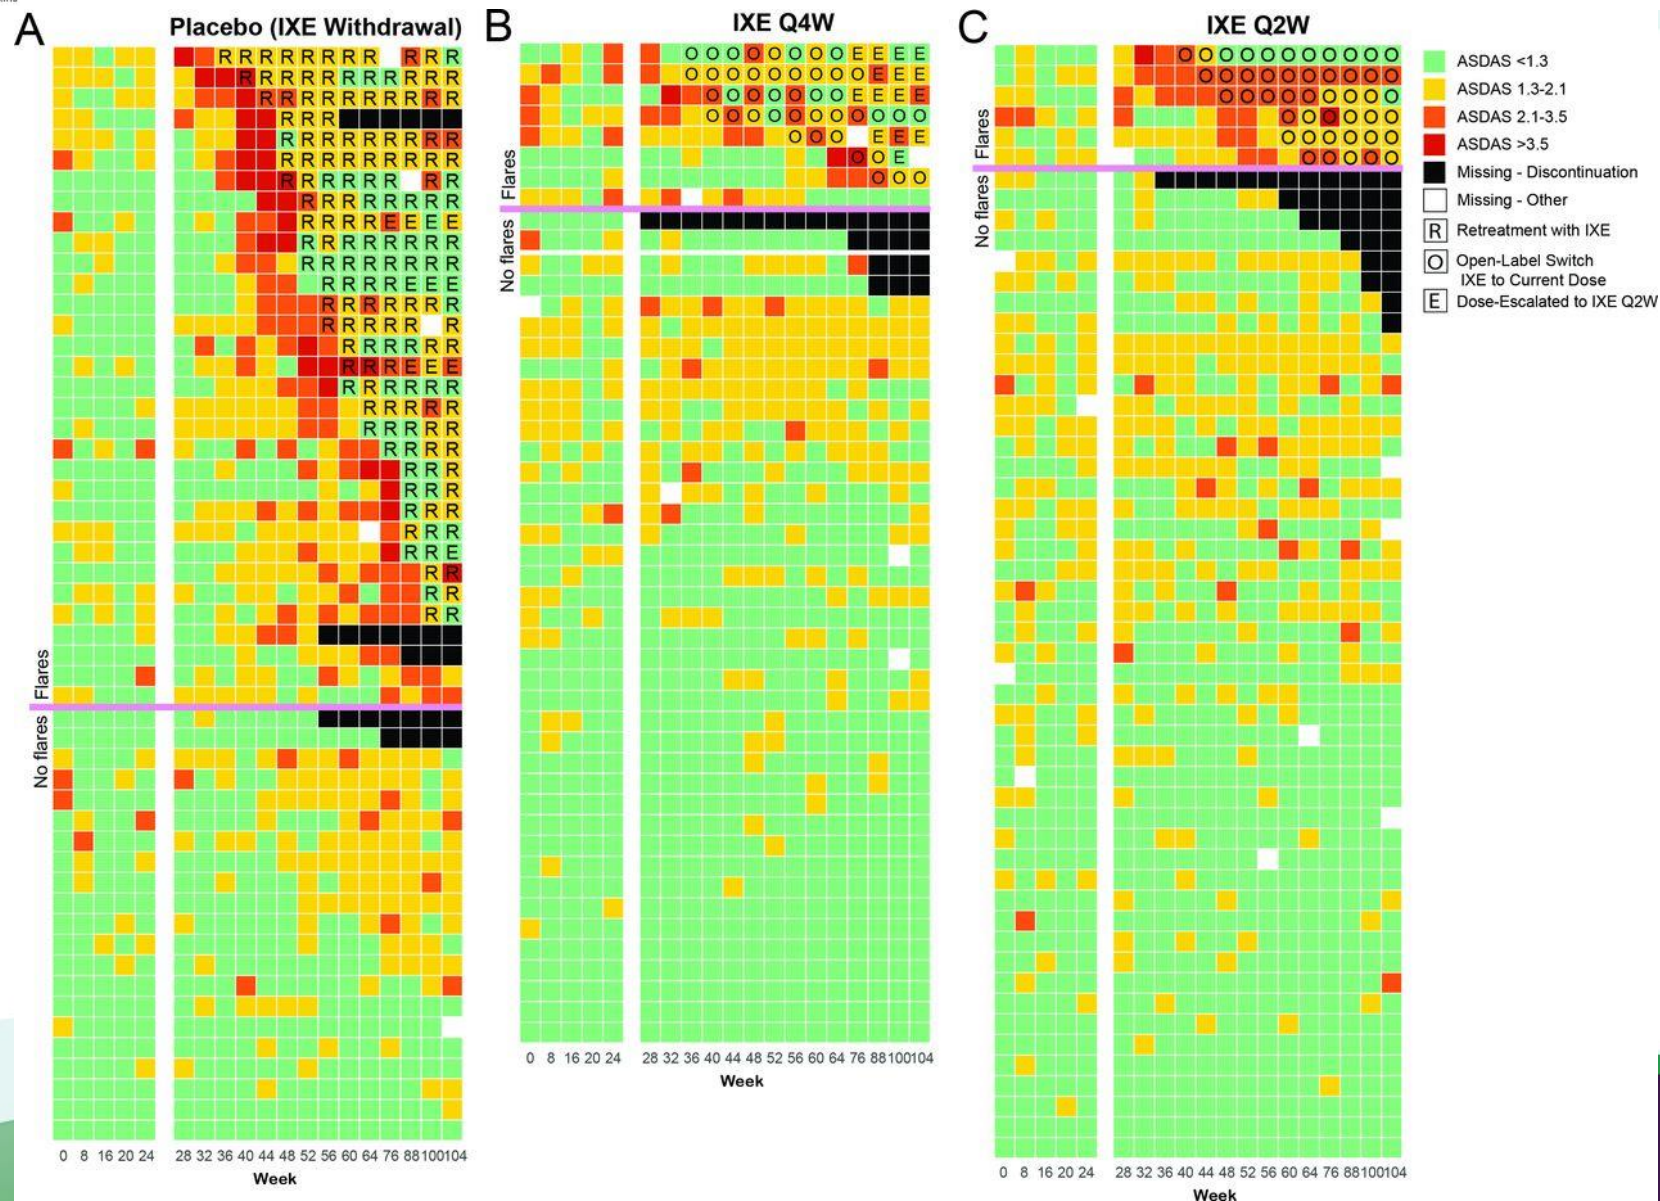 A
Placebo (IXE Withdrawal)
R R R R R R R R R R R
R R R R R R R R R R R
R R R R R R R R R R
R R R
R R R R R R R R R
R R R R R R R R R
R R R R R R R R
R R R R R R R R
R R R R E E E E
R R R R R R R R
R R R R R R R R
R R R R E E E
R R R R R R R
R R R R R R
R R R R R R
R R R E E E
R R R R R R
R R R R R
R R R R R
R R R R
R R R
R R R
R R R
R R R
R R E
R R
R R
R R
Flares
No flares
0 8 16 20 24 28 32 36 40 44 48 52 56 60 64 76 88 100 104
Week
B
IXE Q4W
O O O O O O O O E E E E
O O O O O O O O O E E E
O O O O O O O E E E E
O O O O O O O O O O O
O O O E E E
O O E
O O O
Flares
No flares
0 8 16 20 24 28 32 36 40 44 48 52 56 60 64 76 88 100 104
Week
C
IXE Q2W
O O O O O O O O O O O
O O O O O O O O O O
O O O O O O O O O
O O O O O O
O O O O O O
O O O O O
Flares
No flares
0 8 16 20 24 28 32 36 40 44 48 52 56 60 64 76 88 100 104
Week
ASDAS <1.3
ASDAS 1.3-2.1
ASDAS 2.1-3.5
ASDAS >3.5
Missing - Discontinuation
Missing - Other
R Retreatment with IXE
O Open-Label Switch
IXE to Current Dose
E Dose-Escalated to IXE Q2W